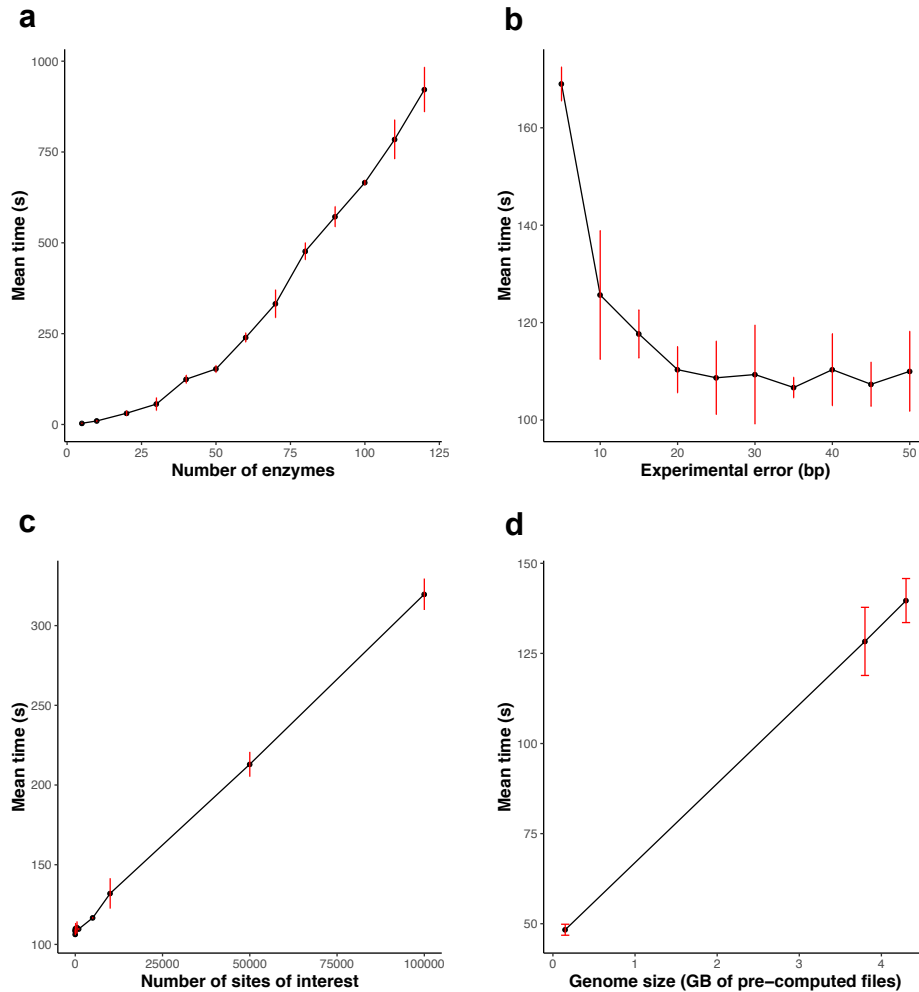 a
1000
750
500
250
0
Mean time (s)
0 25 50 75 100 125
Number of enzymes
b
160
140
120
100
Mean time (s)
10 20 30 40 50
Experimental error (bp)
c
300
250
200
150
100
Mean time (s)
0 25000 50000 75000 100000
Number of sites of interest
d
150
125
100
75
50
Mean time (s)
0 1 2 3 4
Genome size (GB of pre−computed files)